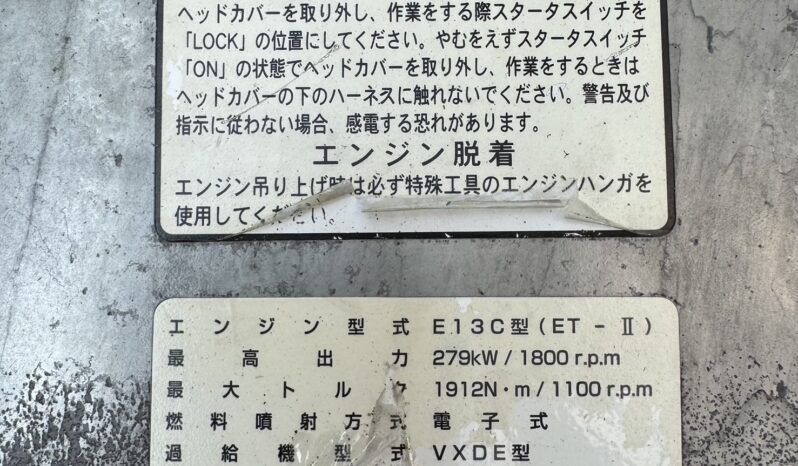 ヘッドカバーを取り外し、作業をする際スタータスイッチを
「LOCK」の位置にしてください。やむをえずスタータスイッチ
「ON」の状態でヘッドカバーを取り外し、作業をするときは
ヘッドカバーの下のハーネスに触れないでください。警告及び
指示に従わない場合、感電する恐れがあります。
エンジン脱着
エンジン吊り上げ時は必ず特殊工具のエンジンハンガを
使用してください。
エンジン型式 E13C型(ET-Ⅱ)
最高出力 279kW/1800r.p.m
最大トルク 1912N・m/1100r.p.m
燃料噴射方式 電子式
過給機型式 VXDE型